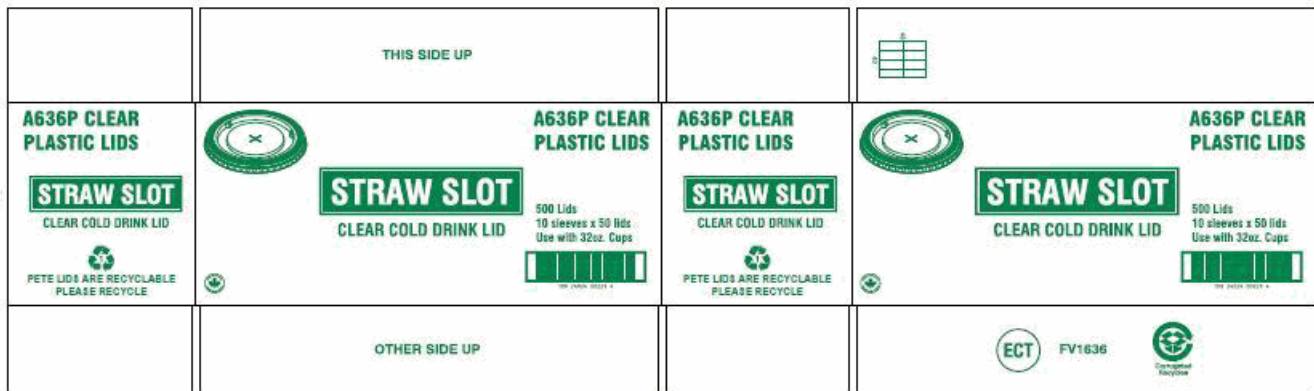 THIS SIDE UP
A636P CLEAR
PLASTIC LIDS
STRAW SLOT
CLEAR COLD DRINK LID
PETE LIDS ARE RECYCLABLE
PLEASE RECYCLE
A636P CLEAR
PLASTIC LIDS
STRAW SLOT
CLEAR COLD DRINK LID
500 Lids
10 sleeves x 50 lids
Use with 32oz. Cups
A636P CLEAR
PLASTIC LIDS
STRAW SLOT
CLEAR COLD DRINK LID
PETE LIDS ARE RECYCLABLE
PLEASE RECYCLE
A636P CLEAR
PLASTIC LIDS
STRAW SLOT
CLEAR COLD DRINK LID
500 Lids
10 sleeves x 50 lids
Use with 32oz. Cups
OTHER SIDE UP
ECT
FV1636
Corrugated
Recycles